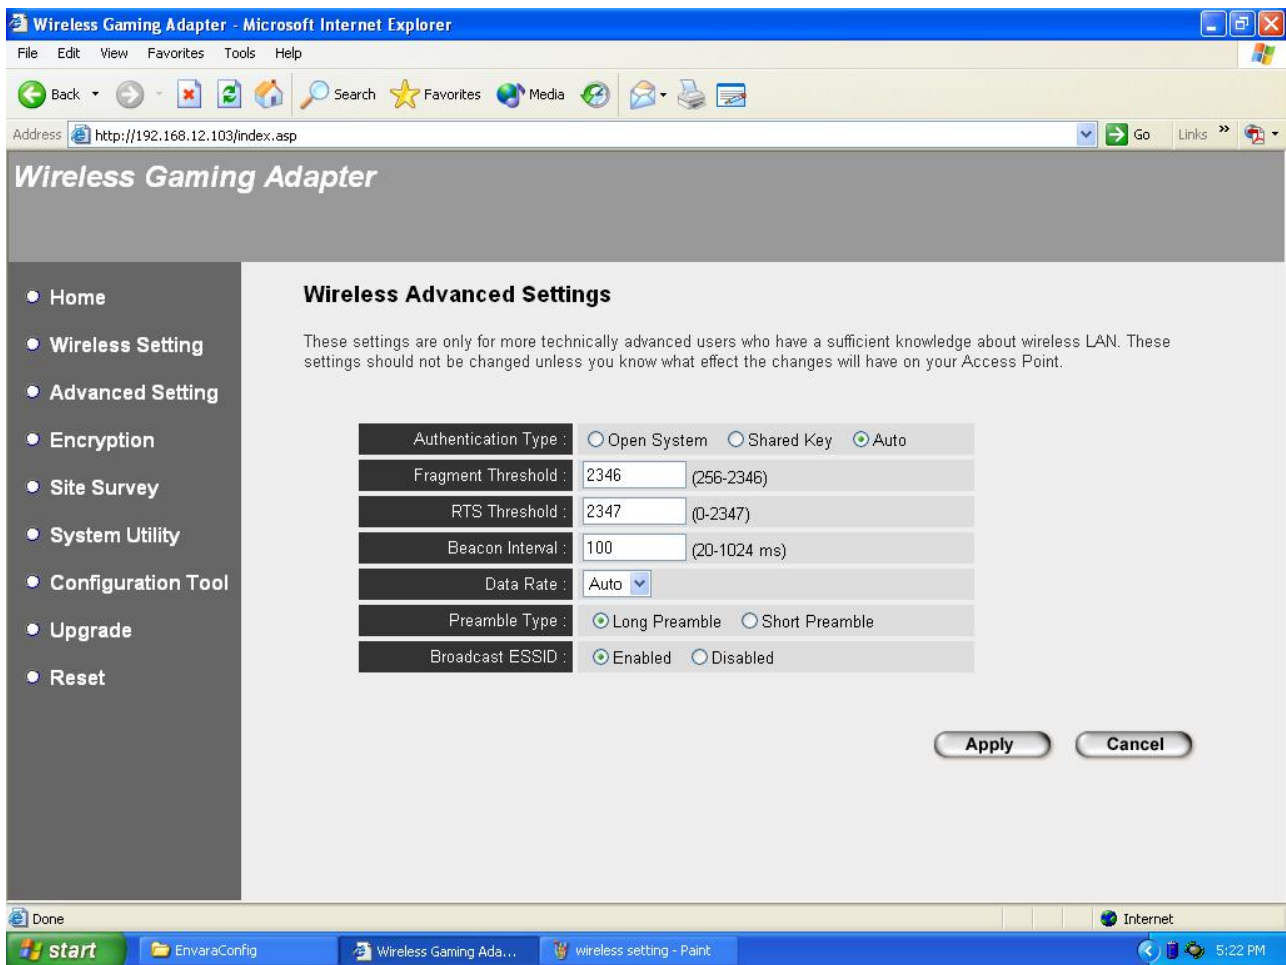 Wireless Gaming Adapter - Microsoft Internet Explorer
File Edit View Favorites Tools Help
Back Search Favorites Media
Address http://192.168.12.103/index.asp Go Links »
Wireless Gaming Adapter
Home
Wireless Setting
Advanced Setting
Encryption
Site Survey
System Utility
Configuration Tool
Upgrade
Reset
Wireless Advanced Settings
These settings are only for more technically advanced users who have a sufficient knowledge about wireless LAN. These
settings should not be changed unless you know what effect the changes will have on your Access Point.
Authentication Type : Open System Shared Key Auto
Fragment Threshold : 2346 (256-2346)
RTS Threshold : 2347 (0-2347)
Beacon Interval : 100 (20-1024 ms)
Data Rate : Auto
Preamble Type : Long Preamble Short Preamble
Broadcast ESSID : Enabled Disabled
Apply Cancel
Done Internet
start EnvaraConfig Wireless Gaming Ada... wireless setting - Paint 5:22 PM